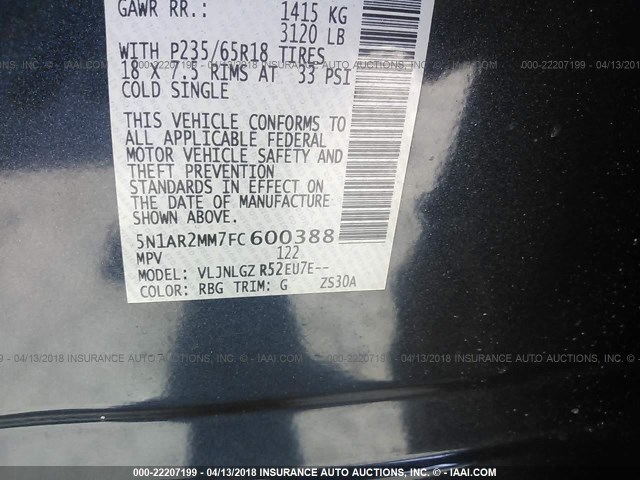 GAWR RR.: 1415 KG
3120 LB
WITH P235/65R18 TIRES
18 X 7.5 RIMS AT 33 PSI
COLD SINGLE
THIS VEHICLE CONFORMS TO
ALL APPLICABLE FEDERAL
MOTOR VEHICLE SAFETY AND
THEFT PREVENTION
STANDARDS IN EFFECT ON
THE DATE OF MANUFACTURE
SHOWN ABOVE.
5N1AR2MM7FC600388
MPV 122
MODEL: VLJNLGZ R52EU7E--
COLOR: RBG TRIM: G ZS30A
000-22207199 - 04/13/2018 INSURANCE AUTO AUCTIONS, INC. - © IAAI.COM